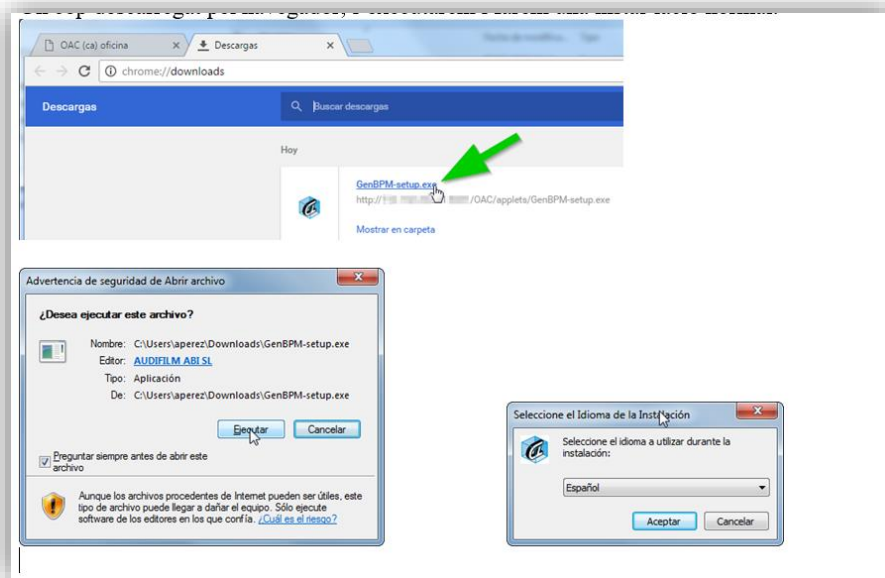 descarregat
navegador,
normal.
OAC (ca) oficina
Descargas
chrome://downloads
Descargas
Buscar descargas
Hoy
GenBPM-setup.exe
http:// /OAC/applets/GenBPM-setup.exe
Mostrar en carpeta
Advertencia de seguridad de Abrir archivo
¿Desea ejecutar este archivo?
Nombre: C:\Users\aperez\Downloads\GenBPM-setup.exe
Editor: AUDIFILM ABI SL
Tipo: Aplicación
De: C:\Users\aperez\Downloads\GenBPM-setup.exe
Ejecutar Cancelar
Preguntar siempre antes de abrir este
archivo
Aunque los archivos procedentes de Internet pueden ser útiles, este
tipo de archivo puede llegar a dañar el equipo. Sólo ejecute
software de los editores en los que confía. ¿Cuál es el riesgo?
Seleccione el Idioma de la Instalación
Seleccione el idioma a utilizar durante la
instalación:
Español
Aceptar Cancelar